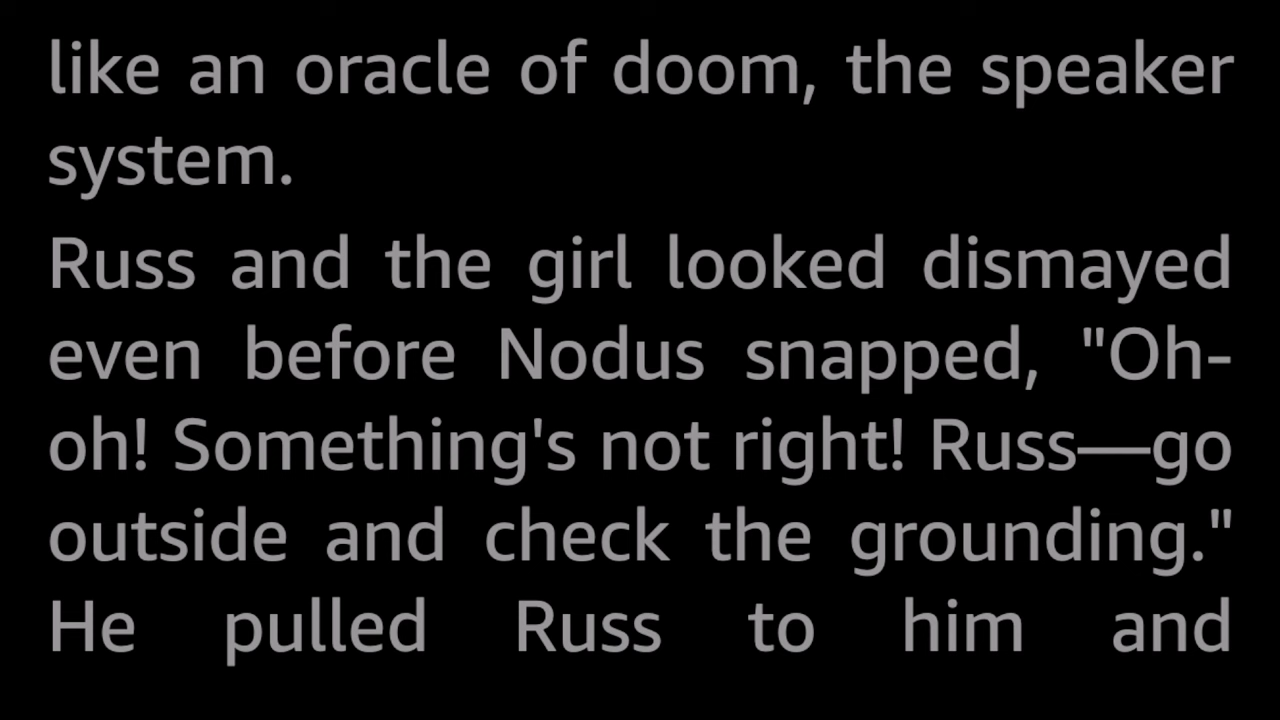 like an oracle of doom, the speaker
system.
Russ and the girl looked dismayed
even before Nodus snapped, "Oh-
oh! Something's not right! Russ—go
outside and check the grounding."
He pulled Russ to him and